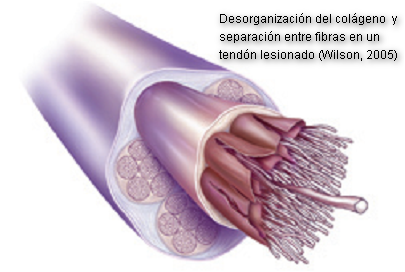 Desorganización del colágeno y
separación entre fibras en un
tendón lesionado (Wilson, 2005)